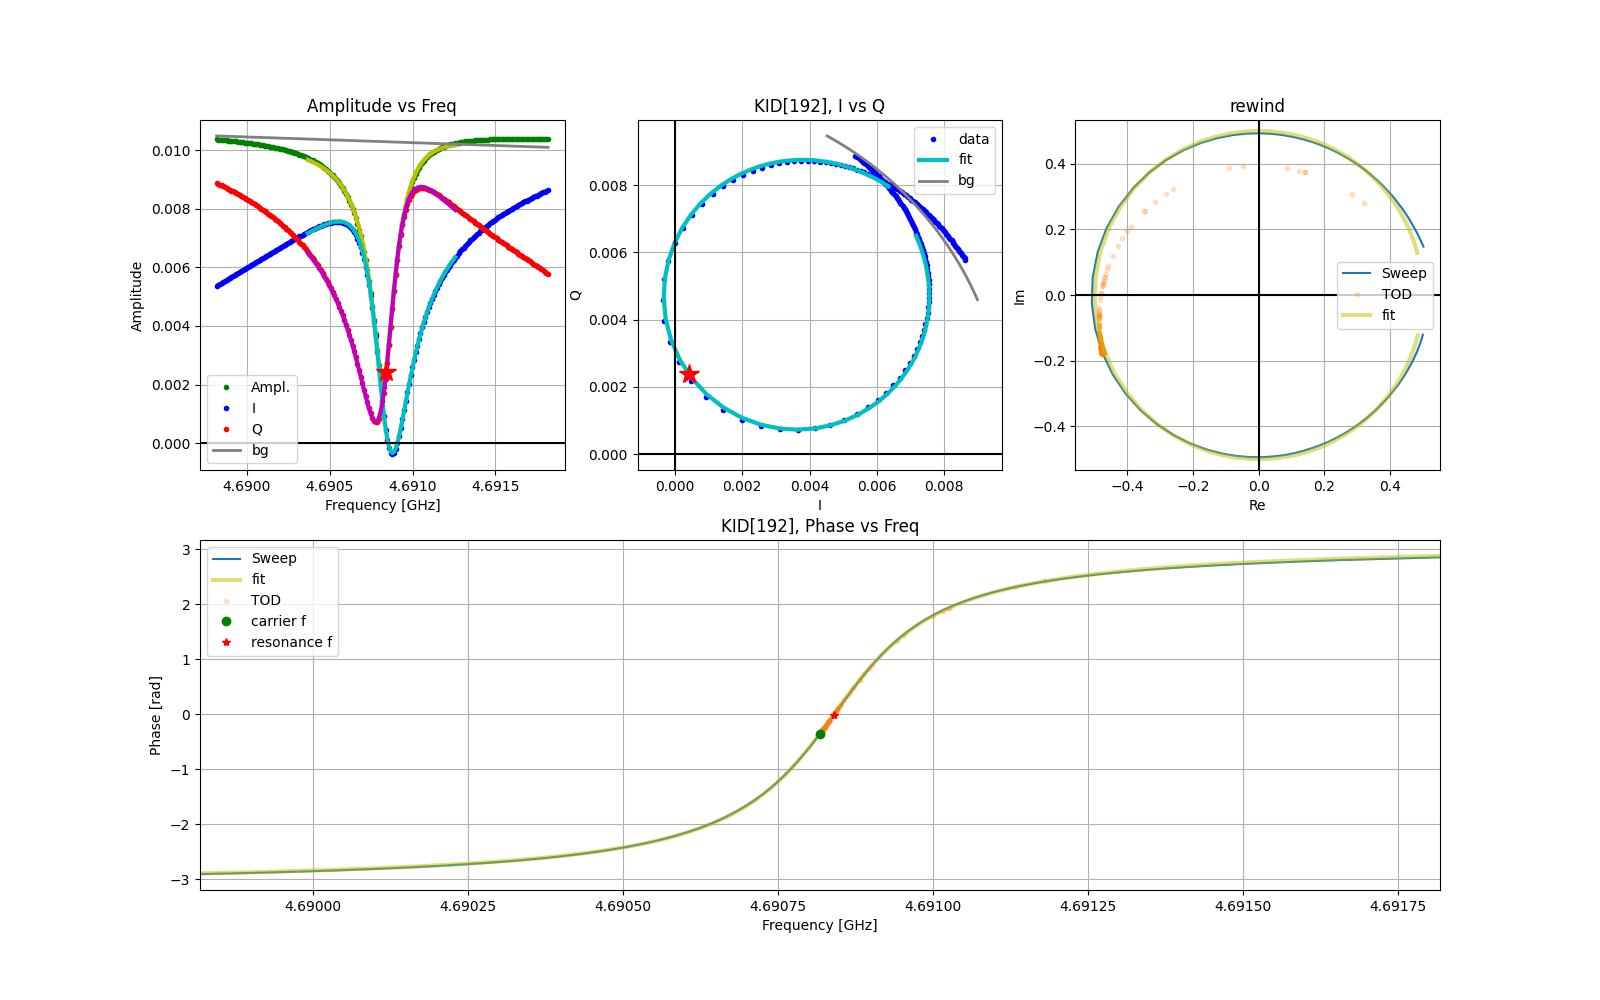 Amplitude vs Freq
Amplitude
0.010
0.008
0.006
0.004
0.002
0.000
Ampl.
I
Q
bg
4.6900 4.6905 4.6910 4.6915
Frequency [GHz]
KID[192], I vs Q
Q
0.008
0.006
0.004
0.002
0.000
data
fit
bg
0.000 0.002 0.004 0.006 0.008
I
rewind
Im
0.4
0.2
0.0
−0.2
−0.4
Sweep
TOD
fit
−0.4 −0.2 0.0 0.2 0.4
Re
KID[192], Phase vs Freq
Phase [rad]
3
2
1
0
−1
−2
−3
Sweep
fit
TOD
carrier f
resonance f
4.69000 4.69025 4.69050 4.69075 4.69100 4.69125 4.69150 4.69175
Frequency [GHz]